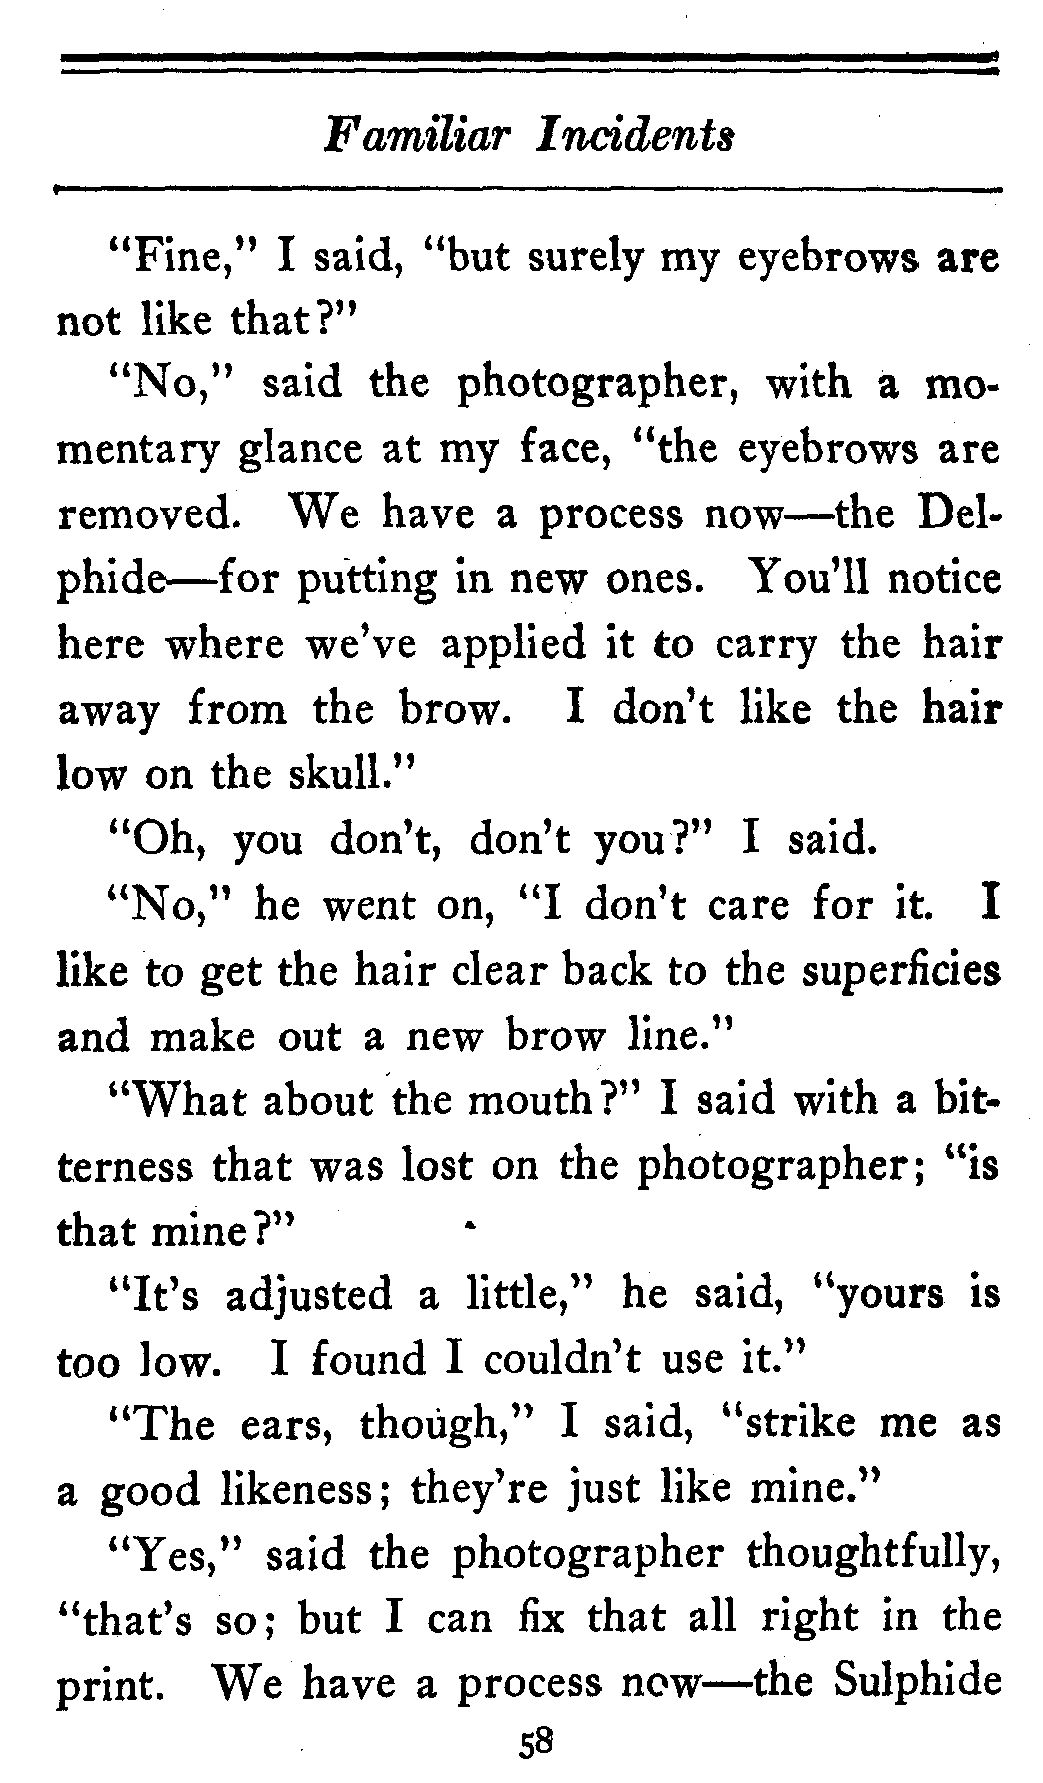 Familiar Incidents
“Fine,” I said, “but surely my eyebrows are
not like that?”
“No,” said the photographer, with a mo-
mentary glance at my face, “the eyebrows are
removed. We have a process now—the Del-
phide—for putting in new ones. You'll notice
here where we've applied it to carry the hair
away from the brow. I don't like the hair
low on the skull.”
“Oh, you don't, don't you?” I said.
“No,” he went on, “I don't care for it. I
like to get the hair clear back to the superficies
and make out a new brow line.”
“What about the mouth?” I said with a bit-
terness that was lost on the photographer; “is
that mine?”
“It's adjusted a little,” he said, “yours is
too low. I found I couldn't use it.”
“The ears, though,” I said, “strike me as
a good likeness; they're just like mine.”
“Yes,” said the photographer thoughtfully,
“that's so; but I can fix that all right in the
print. We have a process now—the Sulphide
58